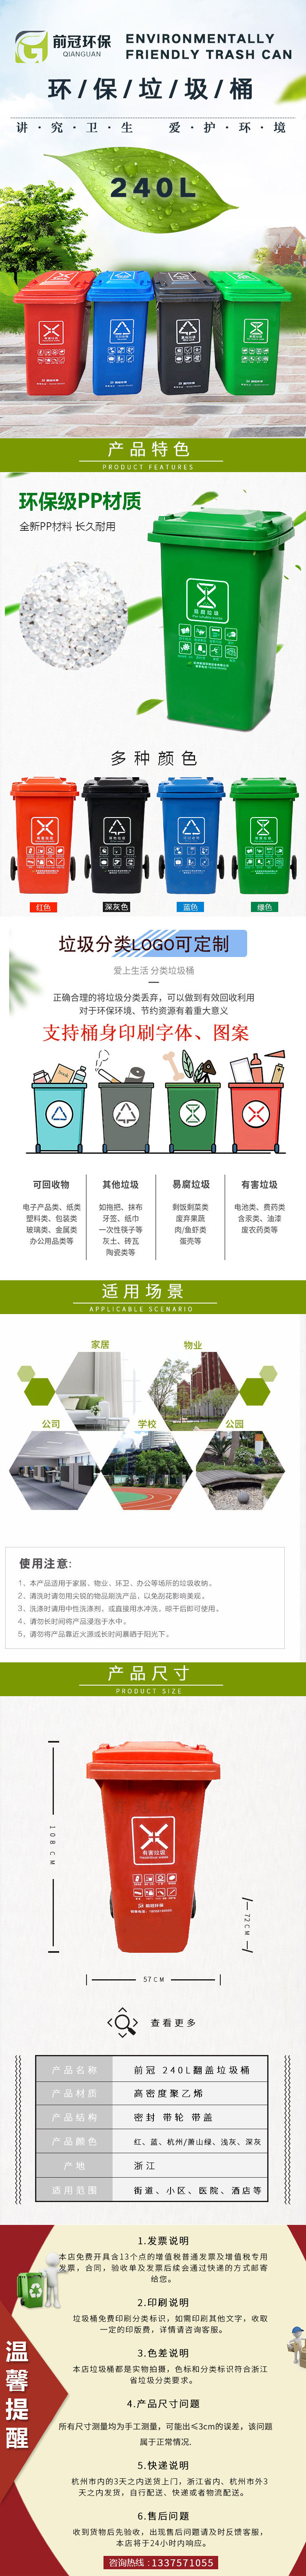 前冠环保
QIANGUAN
ENVIRONMENTALLY
FRIENDLY TRASH CAN
环/保/垃/圾/桶
讲·究·卫·生 爱·护·环·境
240L
产品特色
PRODUCT FEATURES
环保级PP材质
全新PP材料 长久耐用
易腐垃圾
多种颜色
红色
深灰色
蓝色
绿色
垃圾分类LOGO可定制
爱上生活 分类垃圾桶
正确合理的将垃圾分类丢弃，可以做到有效回收利用
对于环保环境、节约资源有着重大意义
支持桶身印刷字体、图案
可回收物
电子产品类、纸类
塑料类、包装类
玻璃类、金属类
办公用品类等
其他垃圾
如拖把、抹布
牙签、纸巾
一次性筷子等
灰土、砖瓦
陶瓷类等
易腐垃圾
剩饭剩菜类
废弃果蔬
肉/鱼虾类
蛋壳等
有害垃圾
电池类、费药类
含汞类、油漆
废农药类等
适用场景
APPLICABLE SCENARIO
家居
物业
公司
学校
公园
使用注意:
1、本产品适用于家居、物业、环卫、办公等场所的垃圾收纳。
2、清洗时请勿用尖锐的物品刷洗产品，以免刮花影响美观。
3、洗涤时请用中性洗涤剂，或直接用水冲洗，晾干后即可使用。
4、请勿长时间将产品浸泡于水中。
5、请勿将产品靠近火源或长时间暴晒于阳光下。
产品尺寸
PRODUCT SIZE
108 CM
有害垃圾
72CM
57CM
查看更多
产品名称 前冠 240L翻盖垃圾桶
产品材质 高密度聚乙烯
产品结构 密封 带轮 带盖
产品颜色 红、蓝、杭州/萧山绿、浅灰、深灰
产地 浙江
适用范围 街道、小区、医院、酒店等
温馨提醒
1.发票说明
本店免费开具含13个点的增值税普通发票及增值税专用
发票，合同，验收单及发票后续会通过快递的方式邮寄
给您。
2.印刷说明
垃圾桶免费印刷分类标识，如需印刷其他文字，收取
一定的印版费，详情请咨询客服。
3.色差说明
本店垃圾桶都是实物拍摄，色标和分类标识符合浙江
省垃圾分类要求。
4.产品尺寸问题
所有尺寸测量均为手工测量，可能出≤3cm的误差，该问题
属于正常情况.
5.快递说明
杭州市内的3天之内送货上门，浙江省内、杭州市外3
天之内发货，自行配送、快递或者物流配送。
6.售后问题
收到货物后先验收，出现售后问题请及时反馈客服，
本店将于24小时内响应。
咨询热线：13375571055